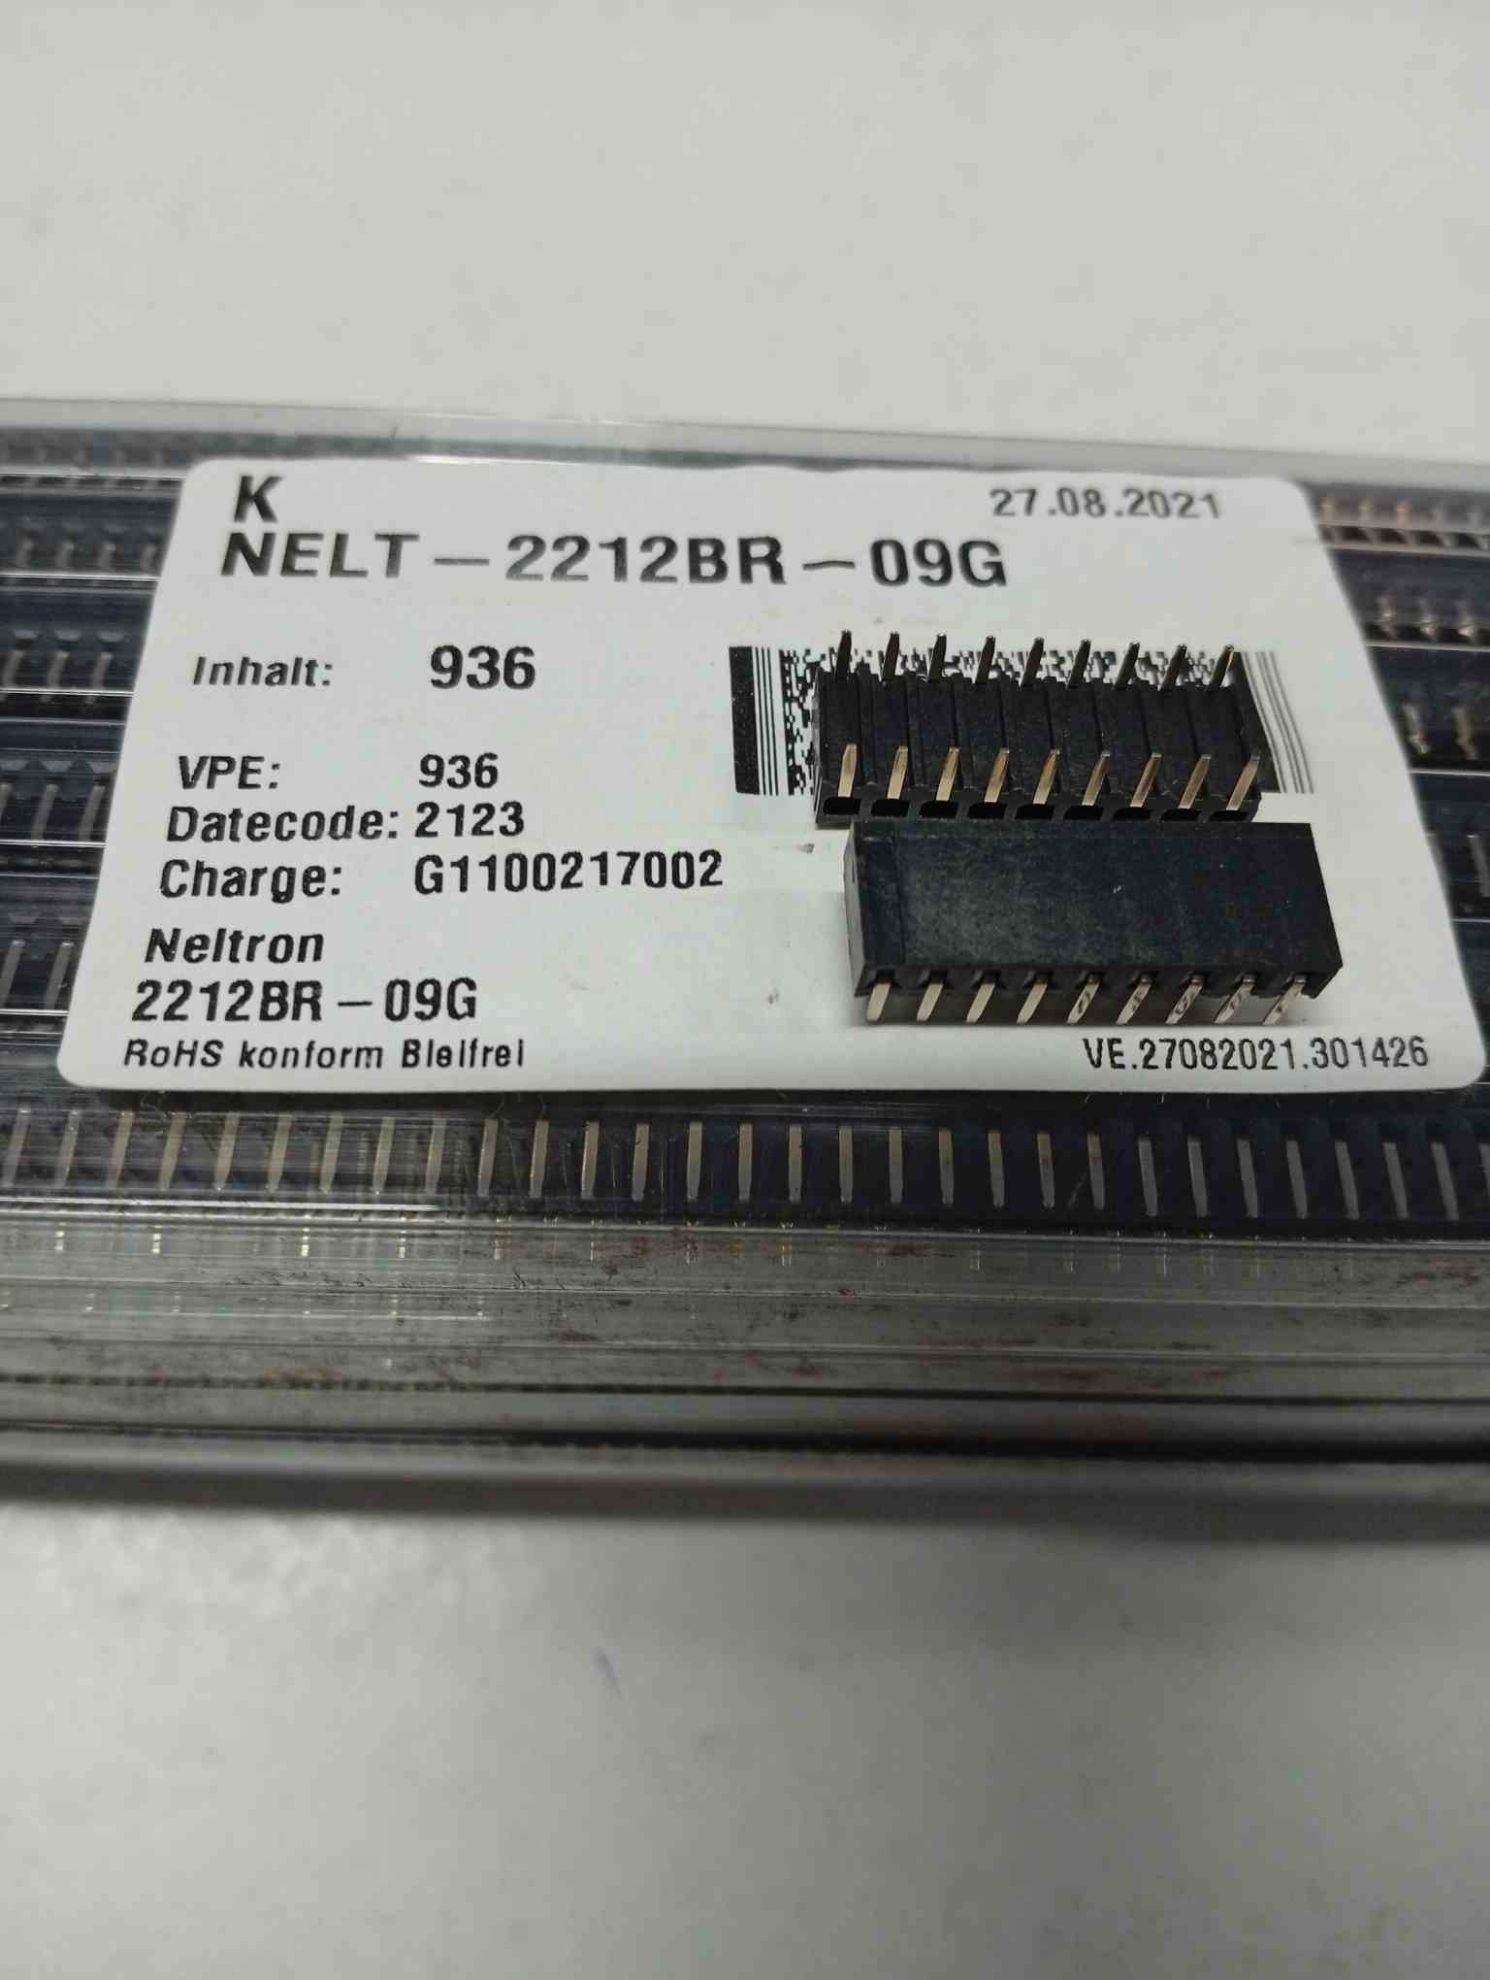 K
27.08.2021
NELT-2212BR-09G
Inhalt: 936
VPE: 936
Datecode: 2123
Charge: G1100217002
Neltron
2212BR-09G
RoHS konform Bleifrei
VE.27082021.301426